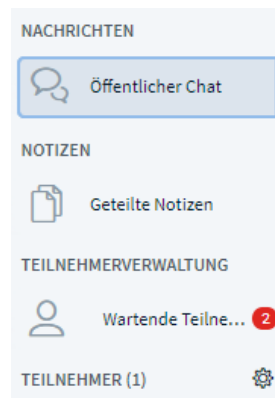 NACHRICHTEN
Öffentlicher Chat
NOTIZEN
Geteilte Notizen
TEILNEHMERVERWALTUNG
Wartende Teilne... 2
TEILNEHMER (1)